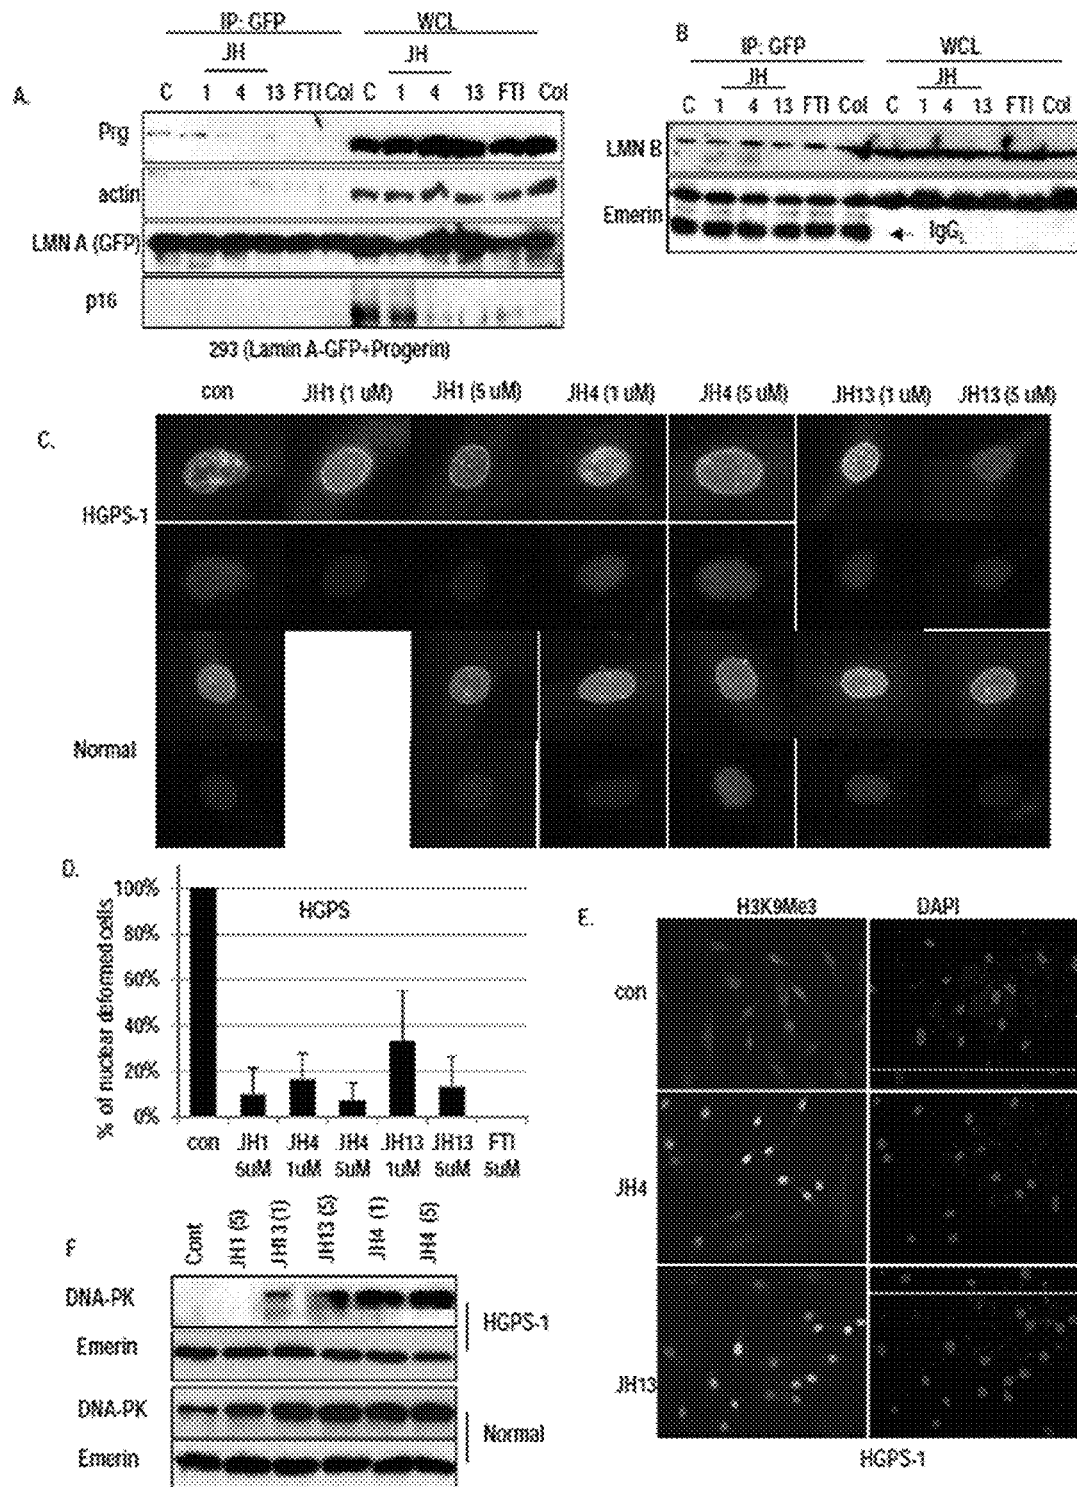 IP: GFP WCL
JH JH
A. C 1 4 13 FTI Col C 1 4 13 FTI Col
Prg
actin
LMN A (GFP)
p16
293 (Lamin A-GFP+Progerin)
B
IP: GFP WCL
JH JH
C 1 4 13 FTI Col C 1 4 13 FTI Col
LMN B
Emerin
IgG
con JH1 (1 uM) JH1 (5 uM) JH4 (1 uM) JH4 (5 uM) JH13 (1 uM) JH13 (5 uM)
C.
HGPS-1
Normal
D.
% of nuclear deformed cells
100%
80%
60%
40%
20%
0%
HGPS
con JH1 JH4 JH4 JH13 JH13 FTI
5uM 1uM 5uM 1uM 5uM 5uM
E.
H3K9Me3 DAPI
con
JH4
JH13
HGPS-1
F
Cont JH1 (5) JH13 (1) JH13 (5) JH4 (1) JH4 (5)
DNA-PK
Emerin
HGPS-1
DNA-PK
Emerin
Normal